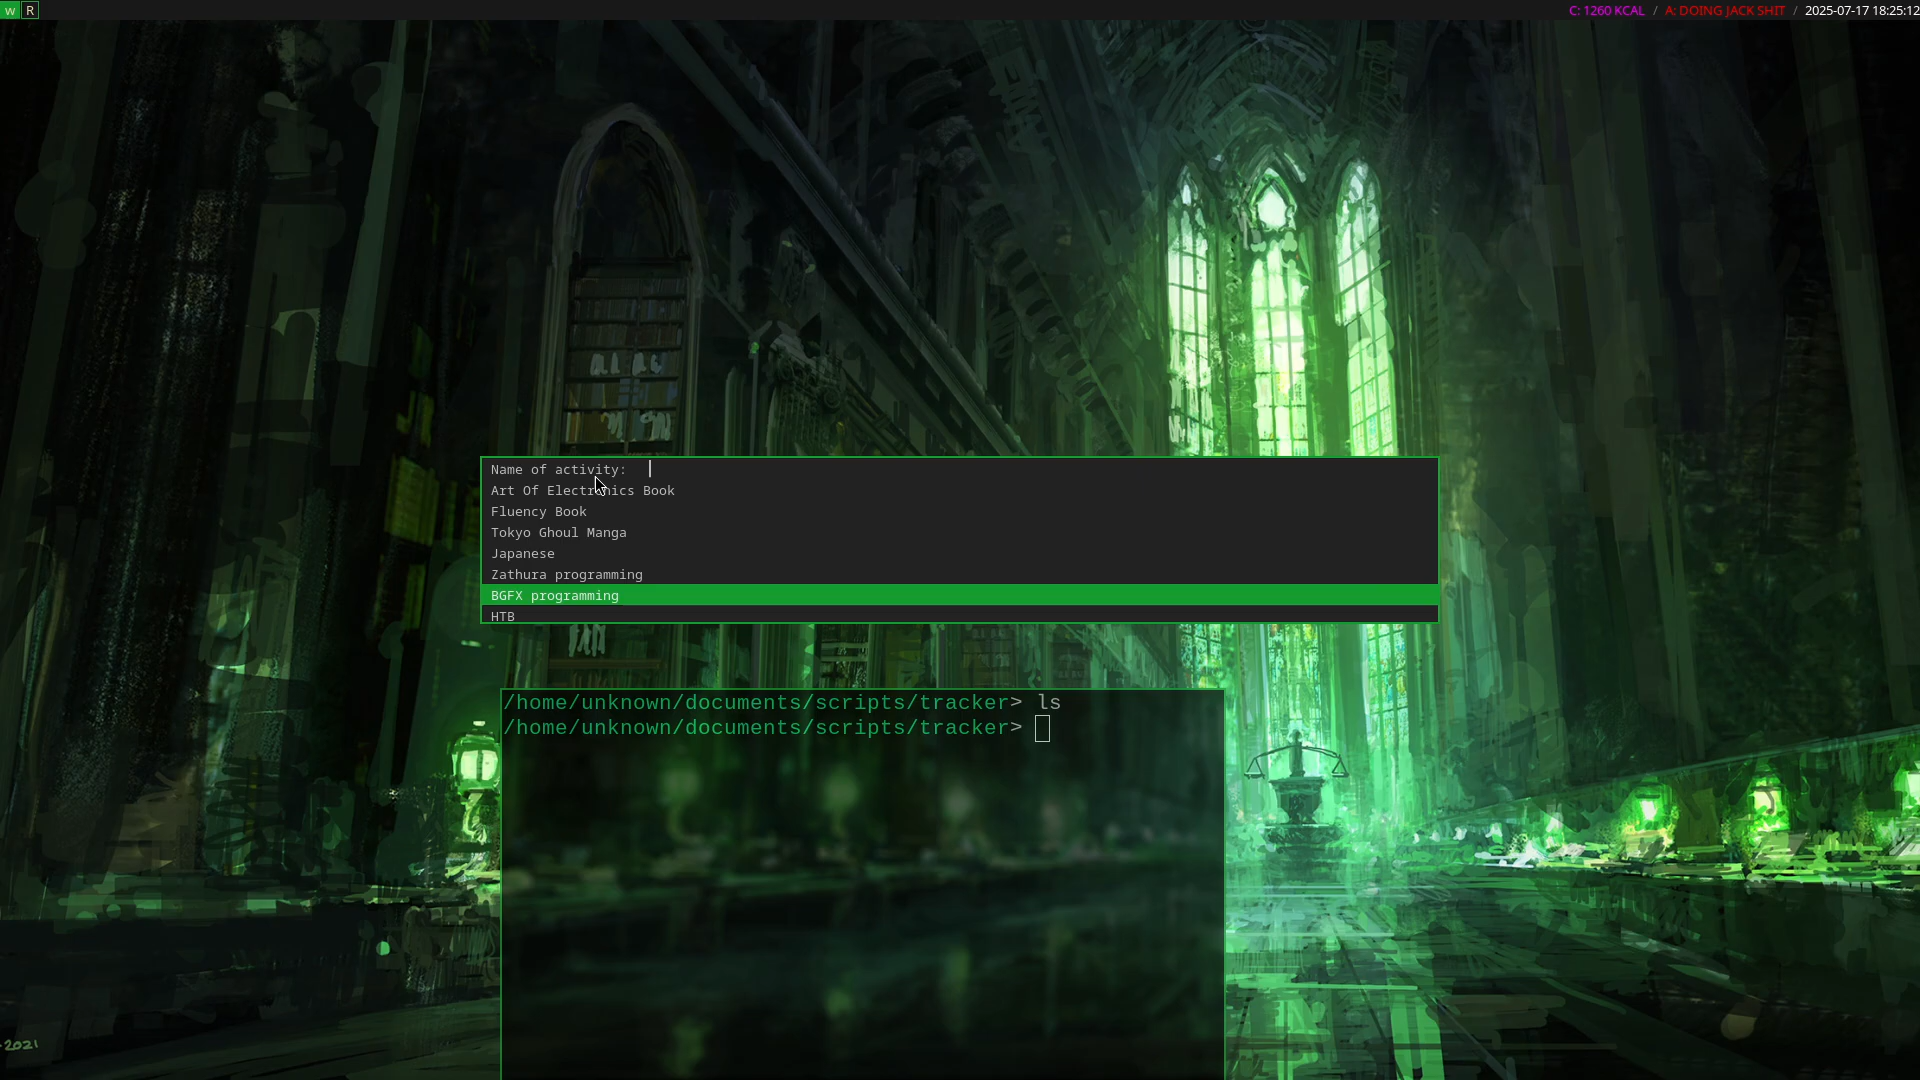 w R C: 1260 KCAL / A: DOING JACK SHIT / 2025-07-17 18:25:12
Name of activity:
Art Of Electronics Book
Fluency Book
Tokyo Ghoul Manga
Japanese
Zathura programming
BGFX programming
HTB
/home/unknown/documents/scripts/tracker> ls
/home/unknown/documents/scripts/tracker>
-2021